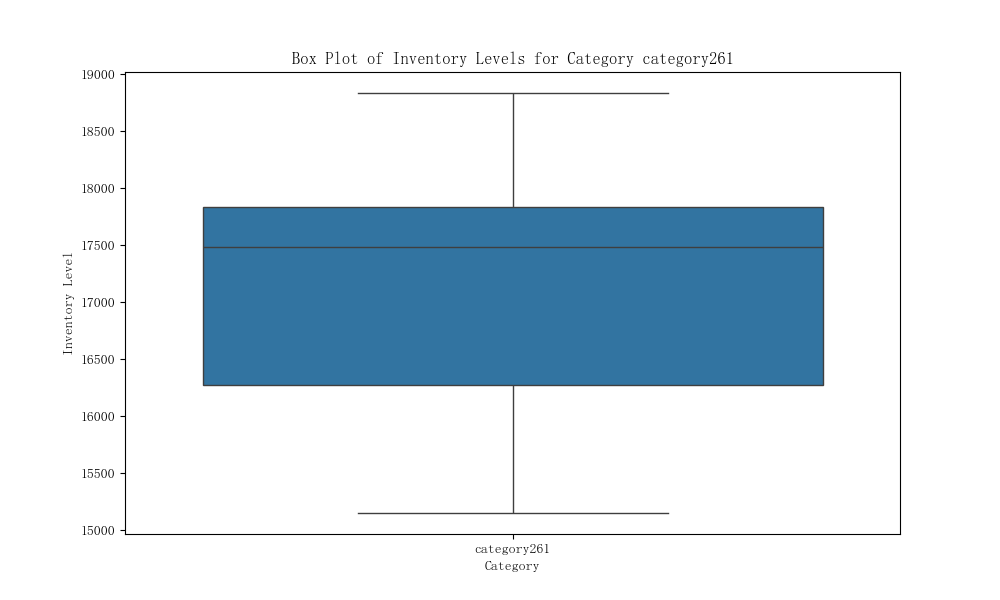 Box Plot of Inventory Levels for Category category261
19000
18500
18000
17500
17000
16500
16000
15500
15000
Inventory Level
category261
Category